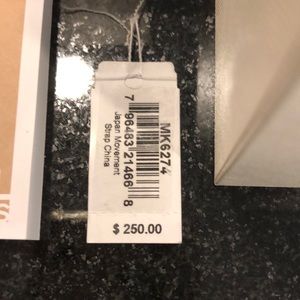 MK6274
7 96483 21466 8
Japan Movement
Strap China
$ 250.00